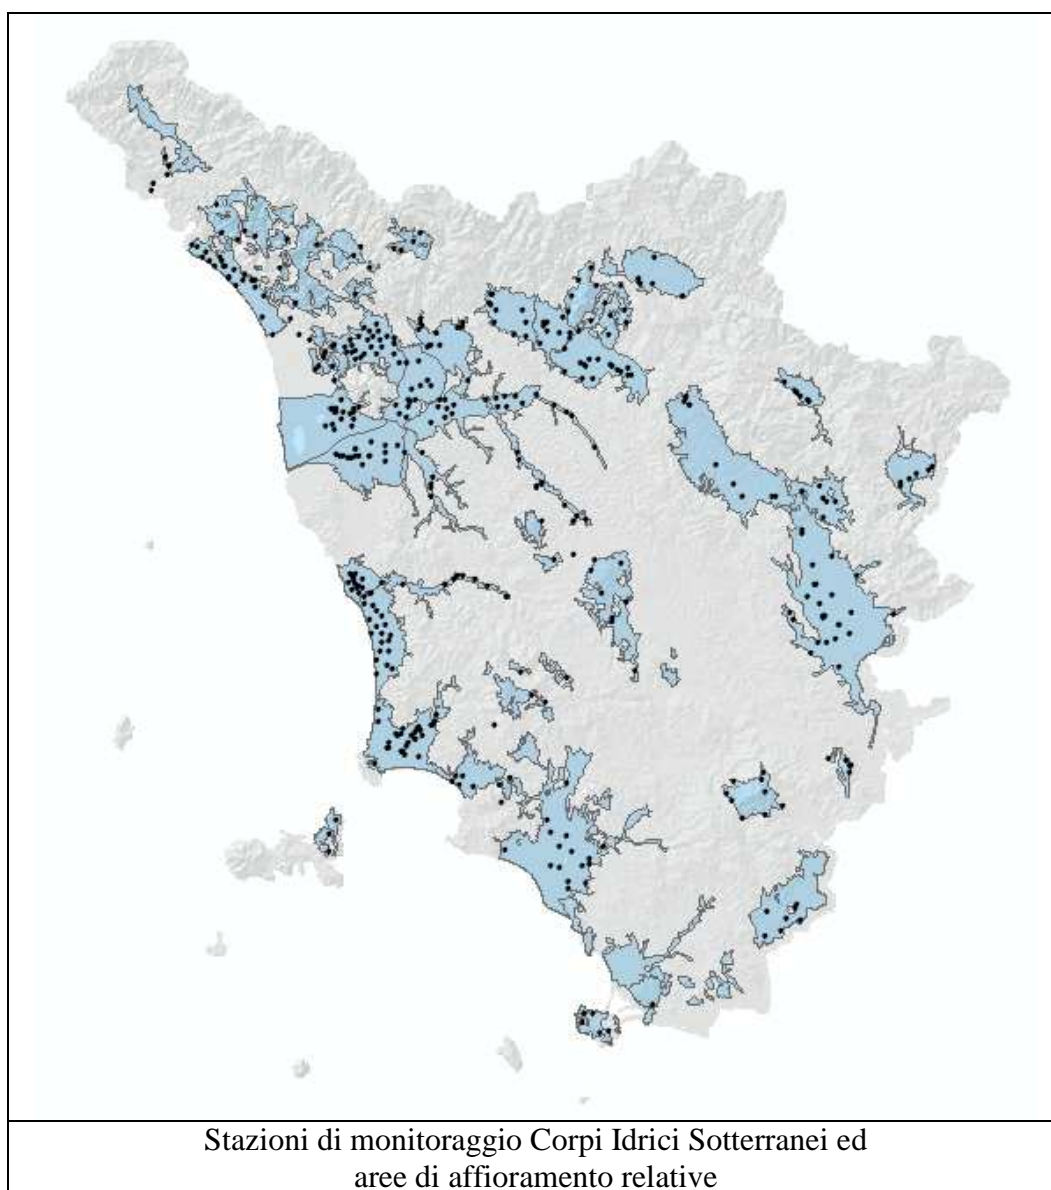 Stazioni di monitoraggio Corpi Idrici Sotterranei ed
aree di affioramento relative